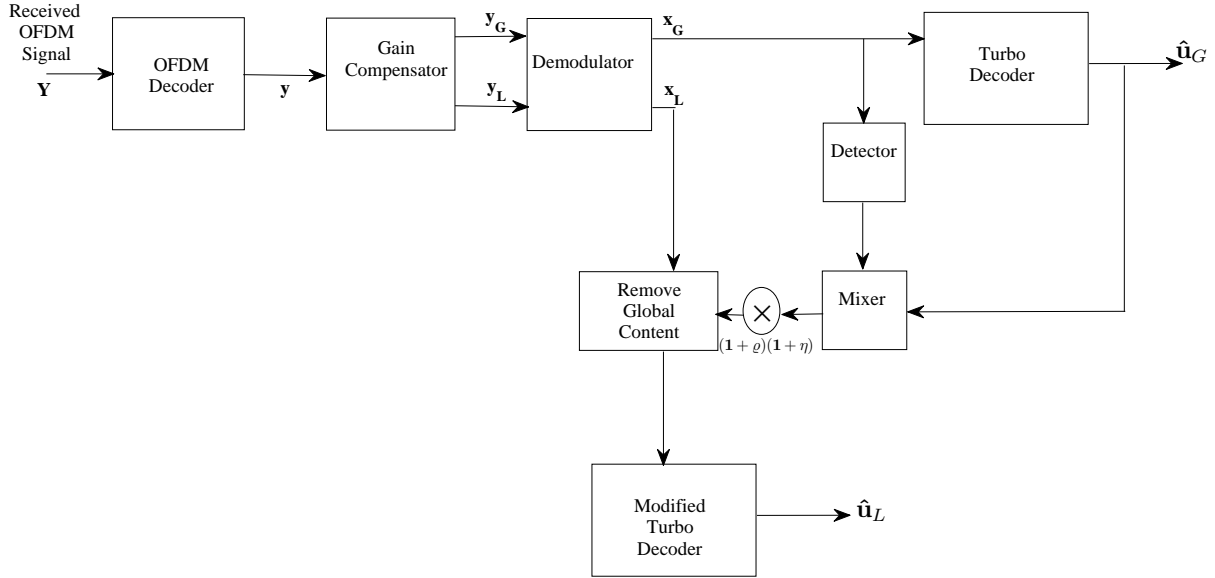 Received
OFDM
Signal
Y
OFDM
Decoder
y
Gain
Compensator
y_G
y_L
Demodulator
x_G
x_L
Turbo
Decoder
û_G
Detector
Mixer
×
(1 + ϱ)(1 + η)
Remove
Global
Content
Modified
Turbo
Decoder
û_L